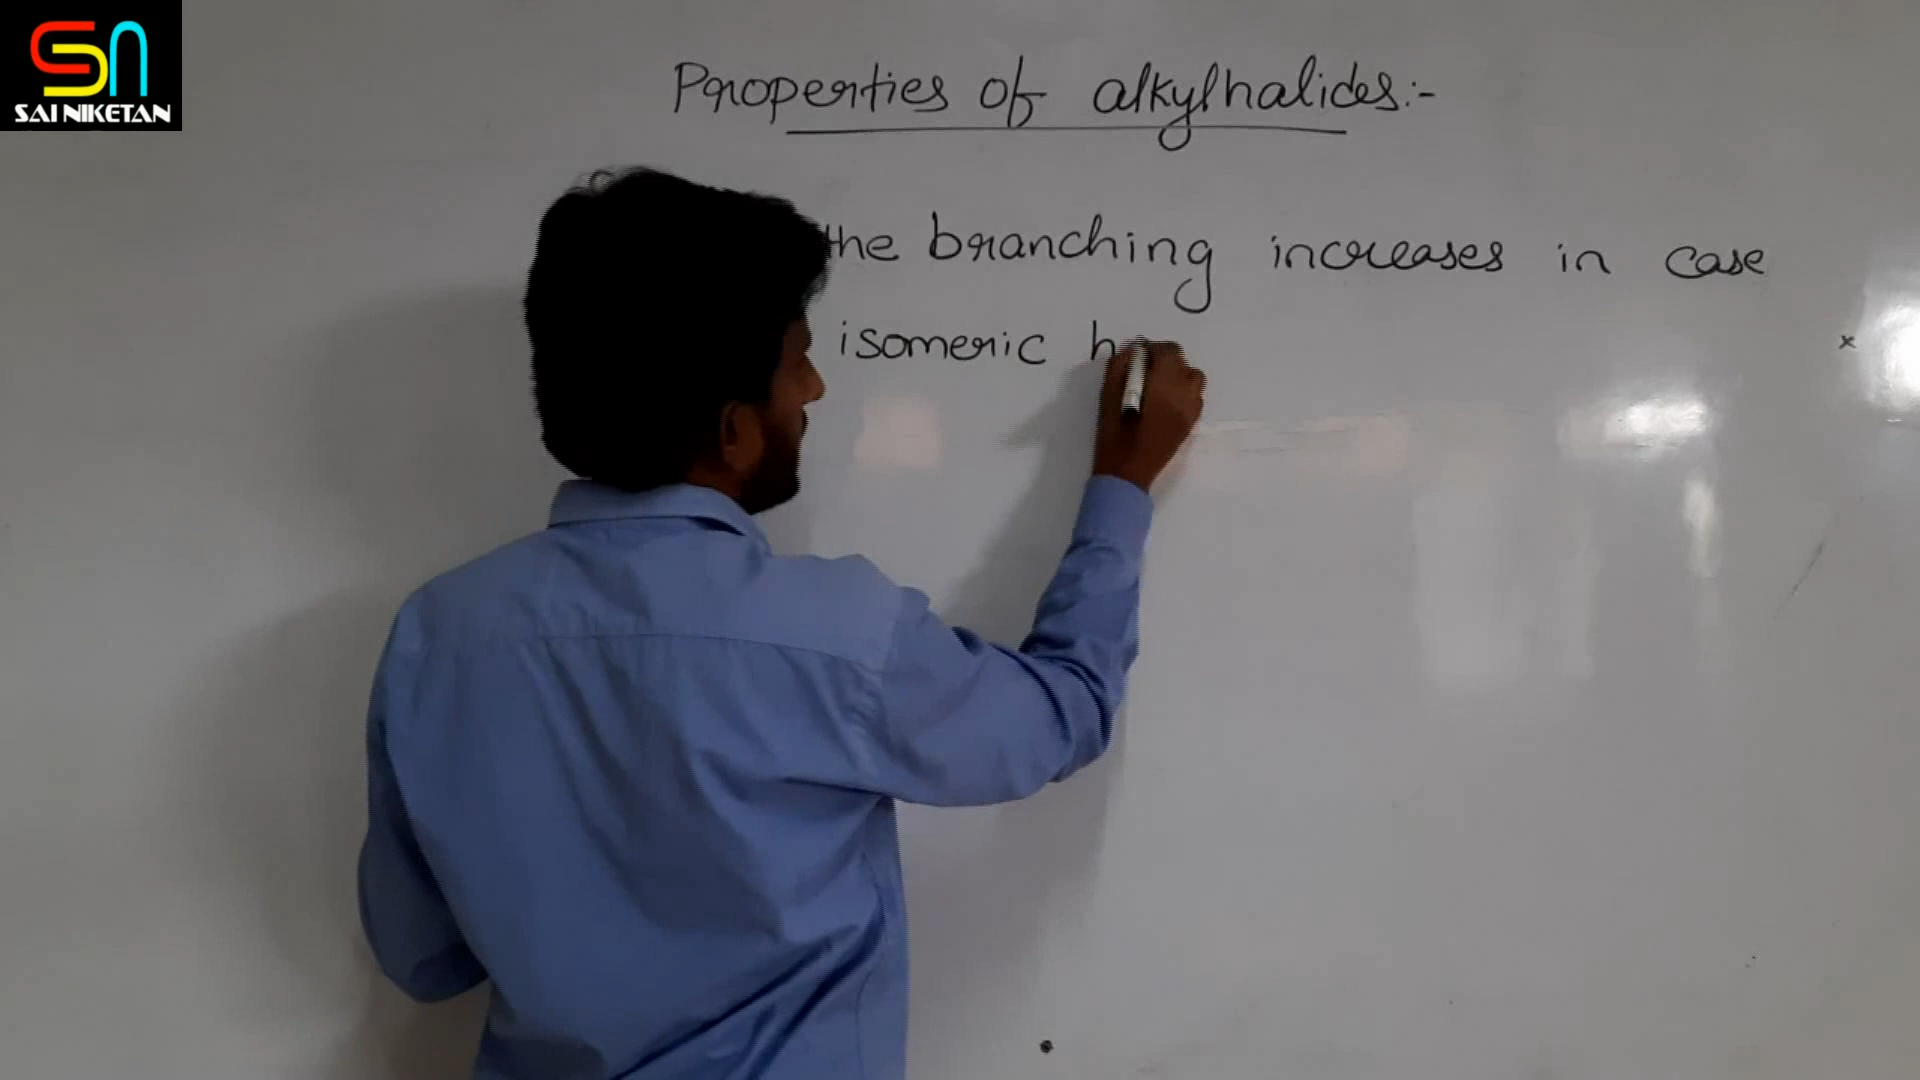 SN
SAI NIKETAN
Properties of alkylhalides:-
the branching increases in case
isomeric